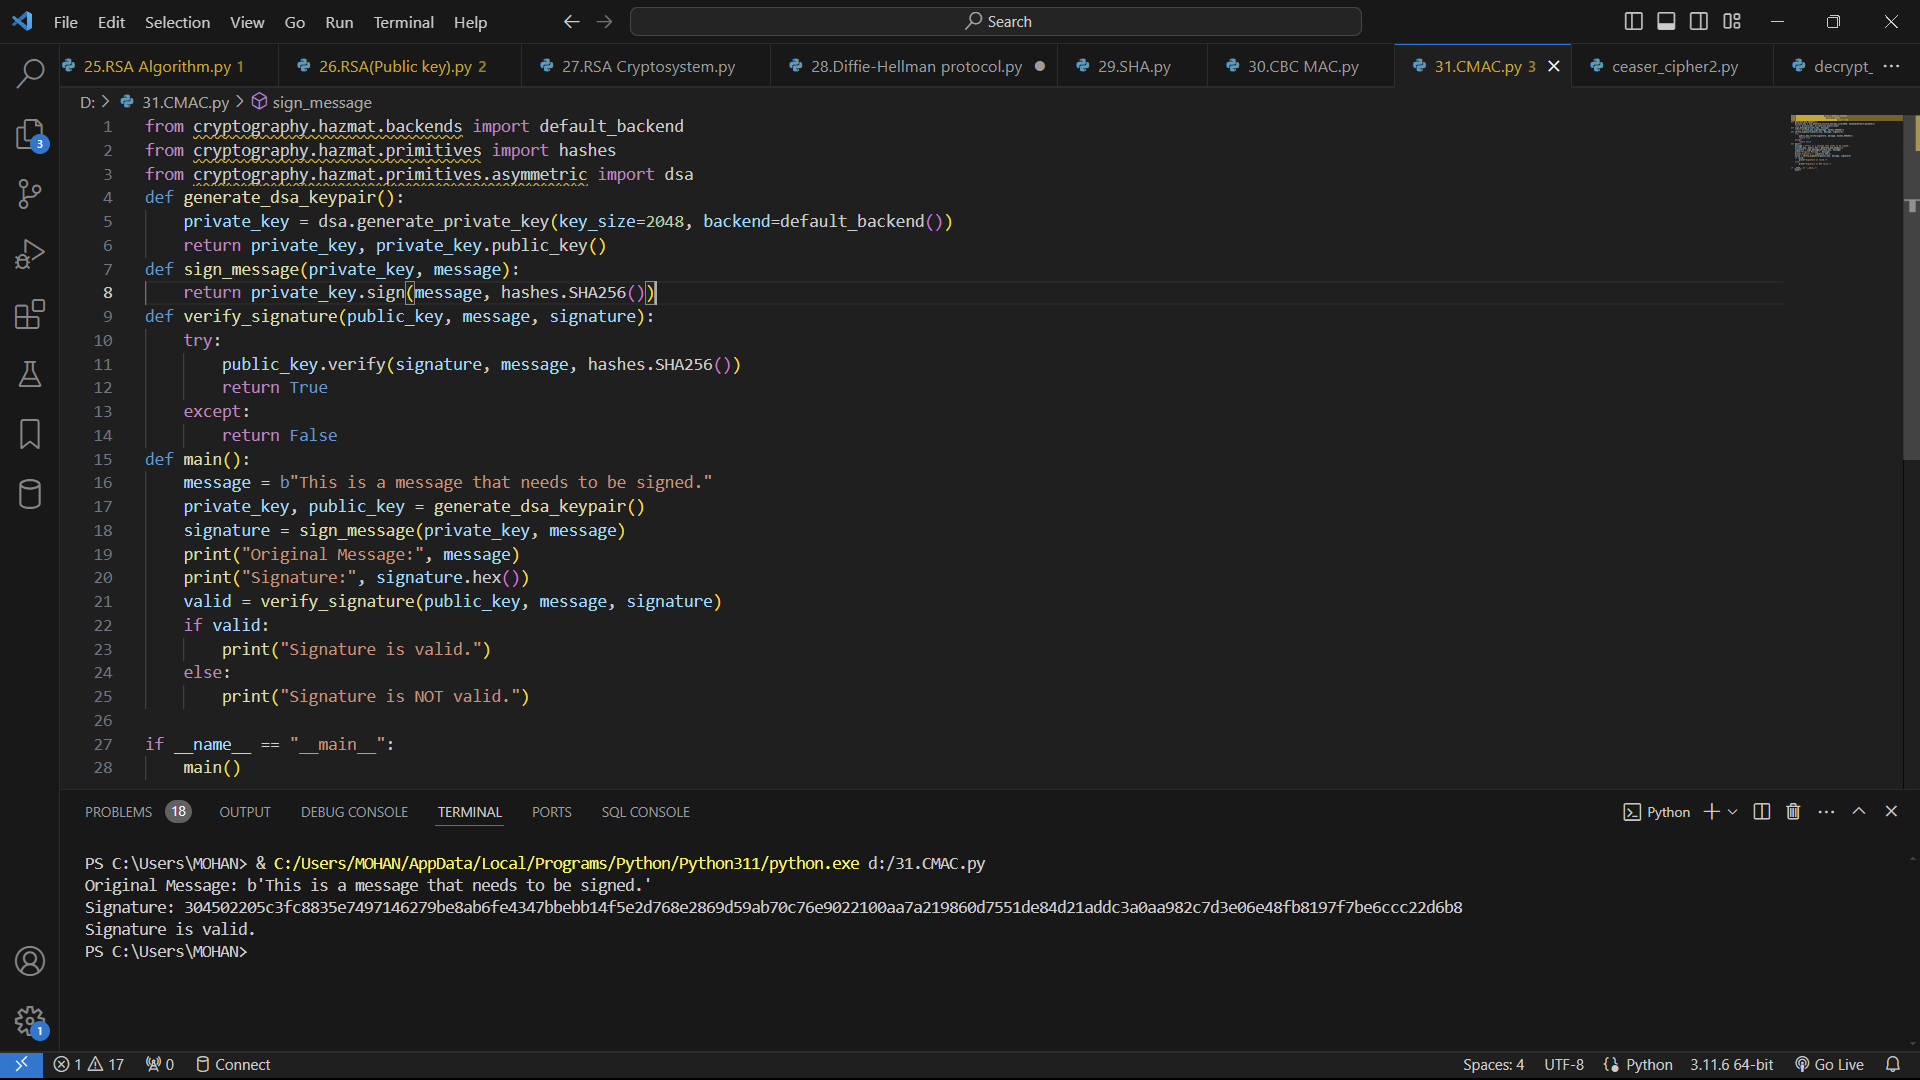 File Edit Selection View Go Run Terminal Help Search
25.RSA Algorithm.py 1 26.RSA(Public key).py 2 27.RSA Cryptosystem.py 28.Diffie-Hellman protocol.py 29.SHA.py 30.CBC MAC.py 31.CMAC.py 3 ceaser_cipher2.py decrypt_ ...
D: > 31.CMAC.py > sign_message
1 from cryptography.hazmat.backends import default_backend
2 from cryptography.hazmat.primitives import hashes
3 from cryptography.hazmat.primitives.asymmetric import dsa
4 def generate_dsa_keypair():
5     private_key = dsa.generate_private_key(key_size=2048, backend=default_backend())
6     return private_key, private_key.public_key()
7 def sign_message(private_key, message):
8     return private_key.sign(message, hashes.SHA256())
9 def verify_signature(public_key, message, signature):
10     try:
11         public_key.verify(signature, message, hashes.SHA256())
12         return True
13     except:
14         return False
15 def main():
16     message = b"This is a message that needs to be signed."
17     private_key, public_key = generate_dsa_keypair()
18     signature = sign_message(private_key, message)
19     print("Original Message:", message)
20     print("Signature:", signature.hex())
21     valid = verify_signature(public_key, message, signature)
22     if valid:
23         print("Signature is valid.")
24     else:
25         print("Signature is NOT valid.")
26
27 if __name__ == "__main__":
28     main()
3
PROBLEMS 18 OUTPUT DEBUG CONSOLE TERMINAL PORTS SQL CONSOLE Python
PS C:\Users\MOHAN> & C:/Users/MOHAN/AppData/Local/Programs/Python/Python311/python.exe d:/31.CMAC.py
Original Message: b'This is a message that needs to be signed.'
Signature: 304502205c3fc8835e7497146279be8ab6fe4347bbebb14f5e2d768e2869d59ab70c76e9022100aa7a219860d7551de84d21addc3a0aa982c7d3e06e48fb8197f7be6ccc22d6b8
Signature is valid.
PS C:\Users\MOHAN>
1
1 17 0 Connect Spaces: 4 UTF-8 Python 3.11.6 64-bit Go Live